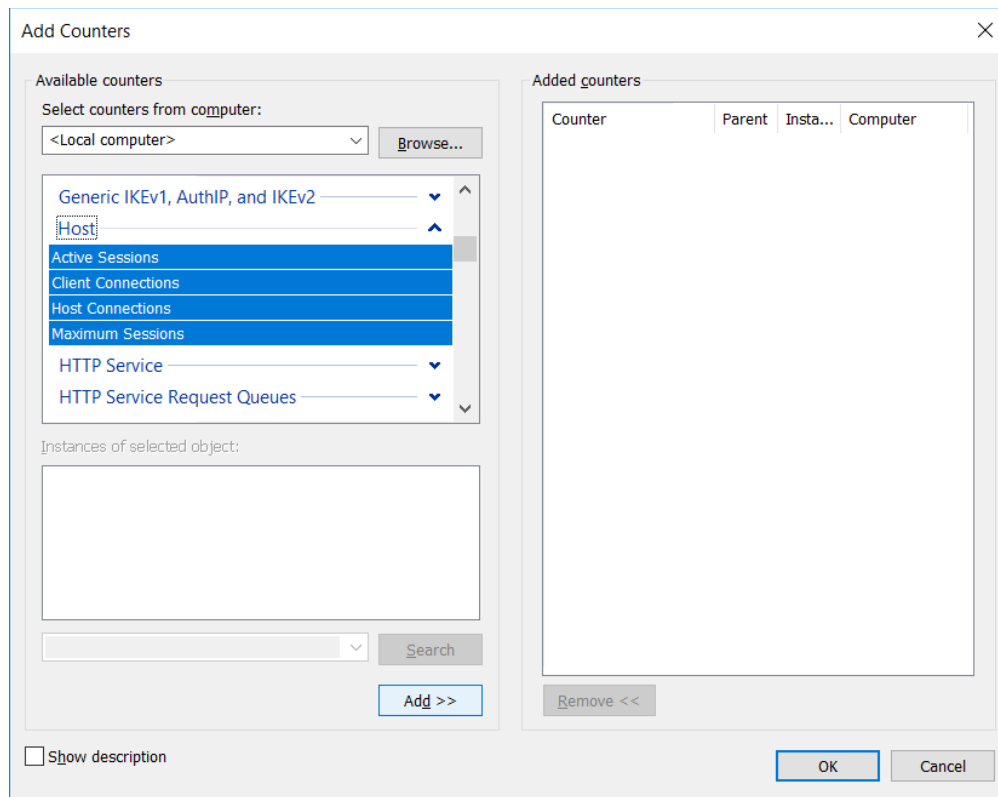 Add Counters
Available counters
Select counters from computer:
<Local computer>
Browse...
Generic IKEv1, AuthIP, and IKEv2
Host
Active Sessions
Client Connections
Host Connections
Maximum Sessions
HTTP Service
HTTP Service Request Queues
Instances of selected object:
Search
Add >>
Show description
Added counters
Counter Parent Insta... Computer
Remove <<
OK Cancel